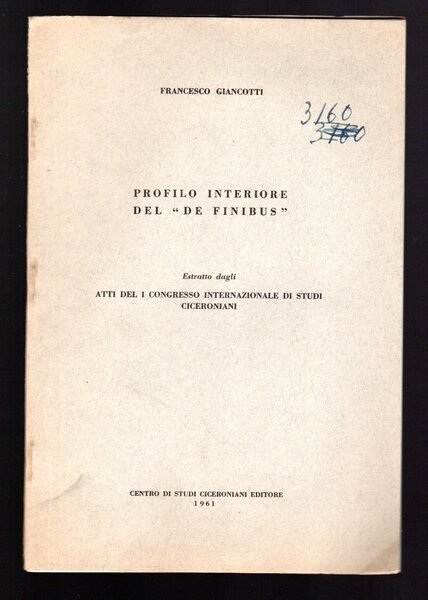 FRANCESCO GIANCOTTI
3160
3160
PROFILO INTERIORE
DEL “DE FINIBUS”
Estratto dagli
ATTI DEL I CONGRESSO INTERNAZIONALE DI STUDI
CICERONIANI
CENTRO DI STUDI CICERONIANI EDITORE
1961